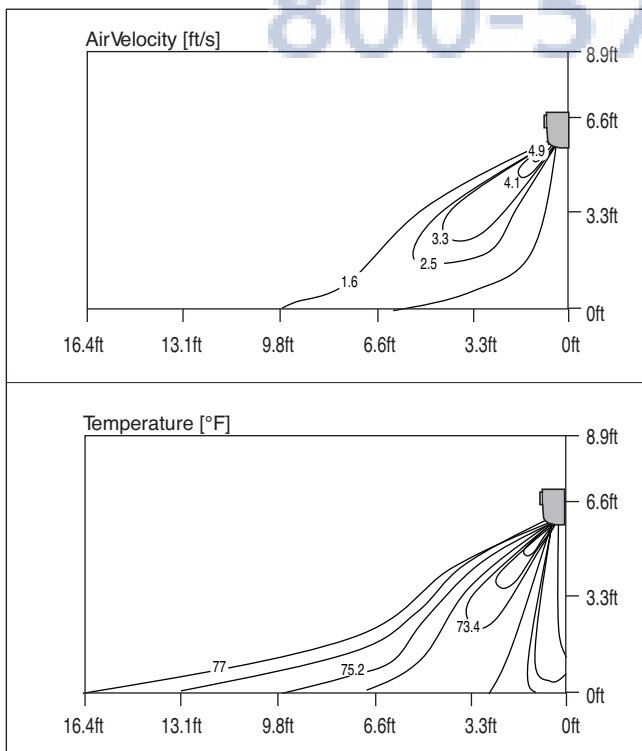 800-57
Air Velocity [ft/s]
8.9ft
6.6ft
4.9
4.1
3.3ft
3.3
2.5
1.6
0ft
16.4ft 13.1ft 9.8ft 6.6ft 3.3ft 0ft
Temperature [°F]
8.9ft
6.6ft
3.3ft
73.4
77
75.2
0ft
16.4ft 13.1ft 9.8ft 6.6ft 3.3ft 0ft